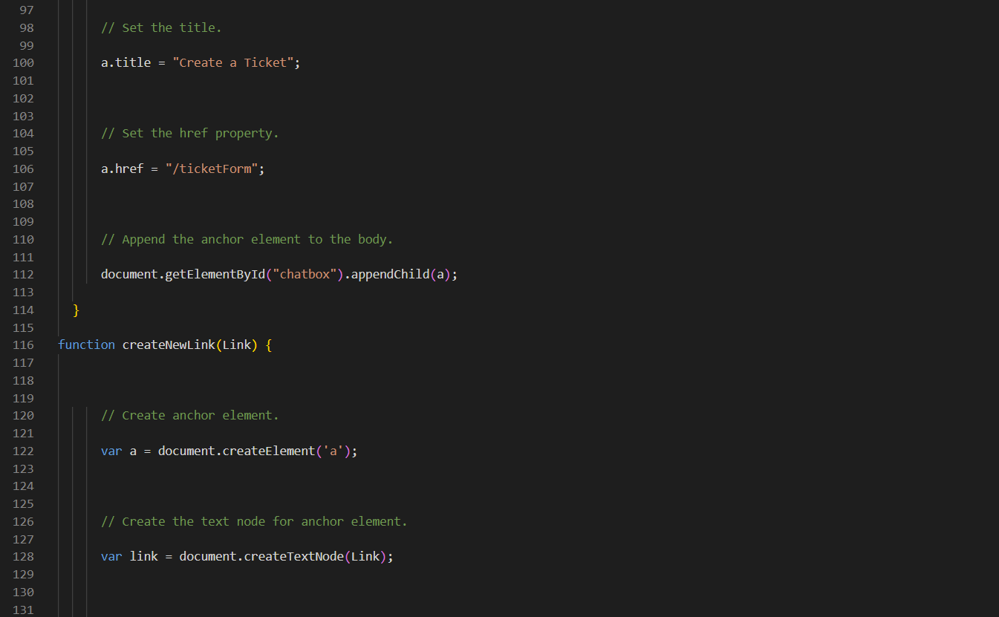 97
98 // Set the title.
99
100 a.title = "Create a Ticket";
101
102
103
104 // Set the href property.
105
106 a.href = "/ticketForm";
107
108
109
110 // Append the anchor element to the body.
111
112 document.getElementById("chatbox").appendChild(a);
113
114 }
115
116 function createNewLink(Link) {
117
118
119
120 // Create anchor element.
121
122 var a = document.createElement('a');
123
124
125
126 // Create the text node for anchor element.
127
128 var link = document.createTextNode(Link);
129
130
131